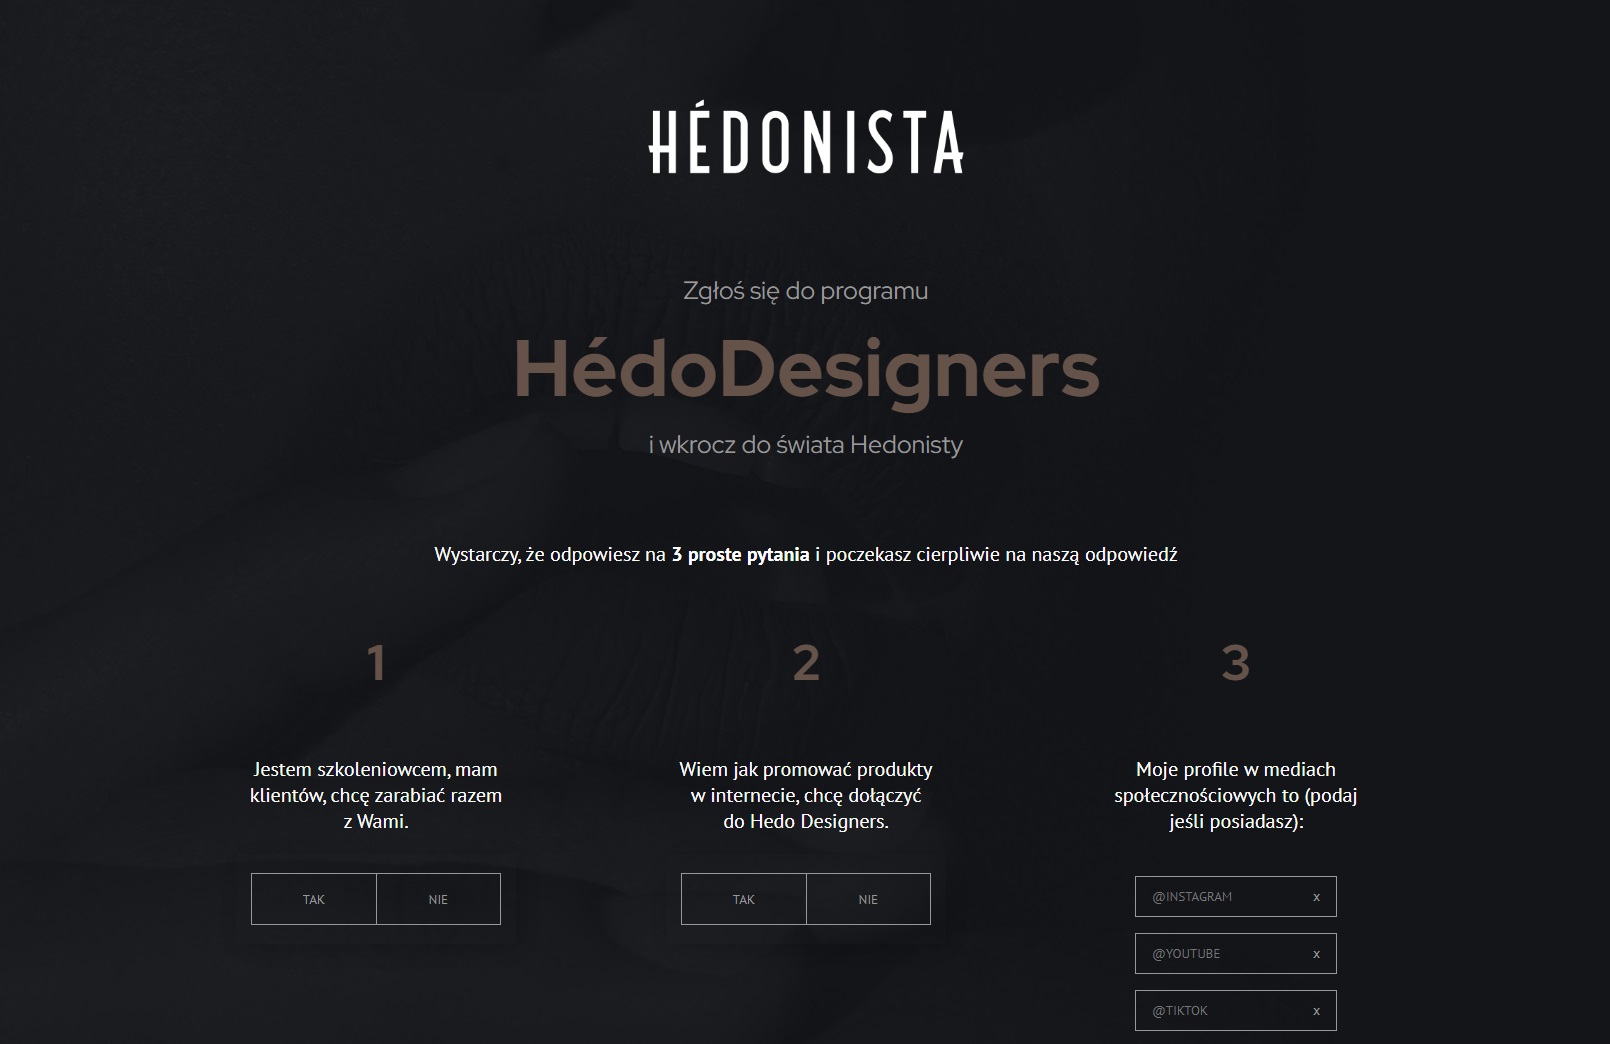 HÉDONISTA
Zgłoś się do programu
HédoDesigners
i wkrocz do świata Hedonisty
Wystarczy, że odpowiesz na 3 proste pytania i poczekasz cierpliwie na naszą odpowiedź
1
Jestem szkoleniowcem, mam
klientów, chcę zarabiać razem
z Wami.
TAK NIE
2
Wiem jak promować produkty
w internecie, chcę dołączyć
do Hedo Designers.
TAK NIE
3
Moje profile w mediach
społecznościowych to (podaj
jeśli posiadasz):
@INSTAGRAM x
@YOUTUBE x
@TIKTOK x